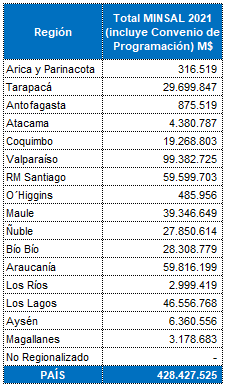 Región
Total MINSAL 2021
(incluye Convenio de
Programación) M$
Arica y Parinacota 316.519
Tarapacá 29.699.847
Antofagasta 875.519
Atacama 4.380.787
Coquimbo 19.268.803
Valparaíso 99.382.725
RM Santiago 59.599.703
O´Higgins 485.956
Maule 39.346.649
Ñuble 27.850.614
Bío Bío 28.308.779
Araucanía 59.816.199
Los Ríos 2.999.419
Los Lagos 46.556.768
Aysén 6.360.556
Magallanes 3.178.683
No Regionalizado -
PAÍS 428.427.525